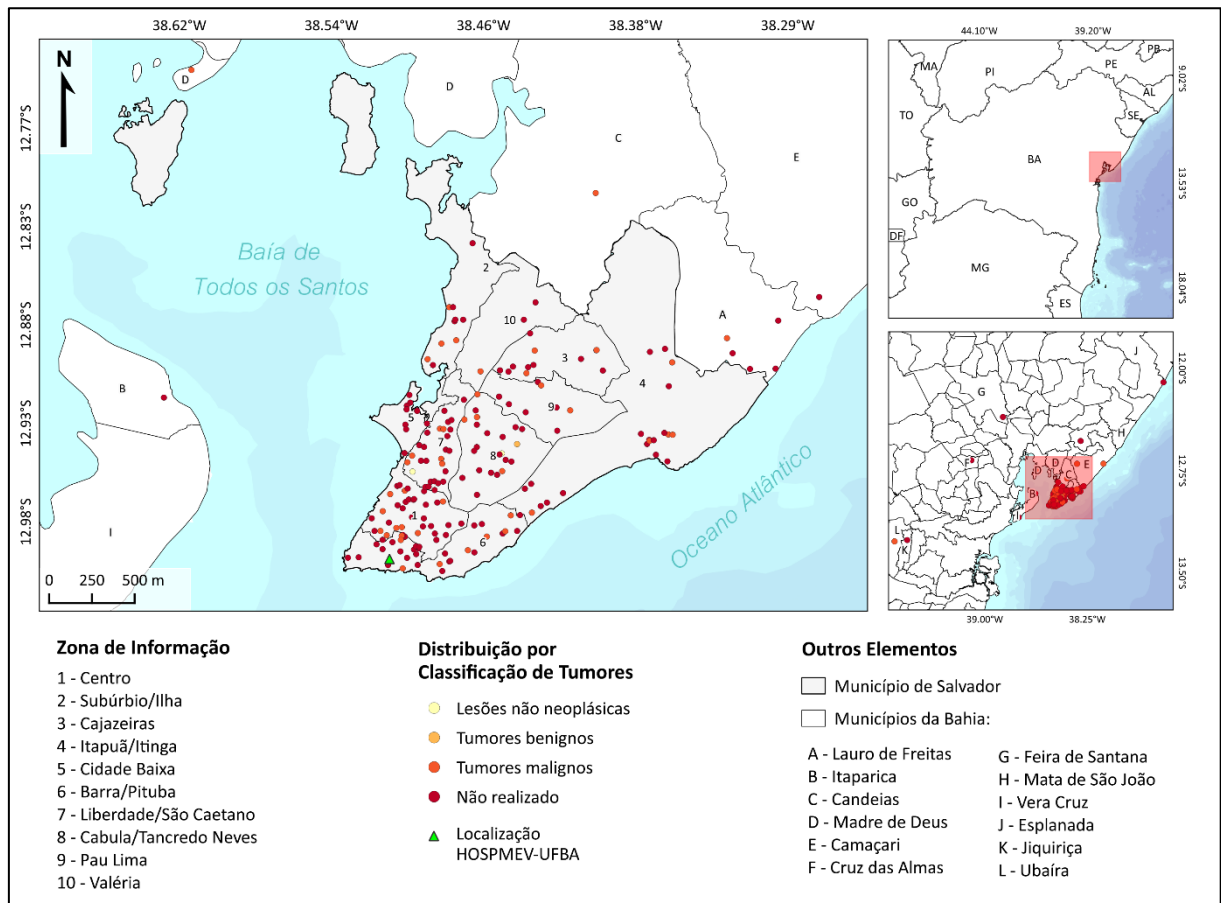 38.62°W 38.54°W 38.46°W 38.38°W 38.29°W
12.77°S
12.83°S
12.88°S
12.93°S
12.98°S
N
D
D
C
E
Baía de
Todos os Santos
2
10
A
3
4
B
5
9
7
8
1
I
6
Oceano Atlântico
0 250 500 m
44.10°W 39.20°W
9.02°S
13.53°S
18.04°S
MA
PI
PE
PB
AL
SE
TO
BA
GO
DF
MG
ES
12.00°S
12.75°S
13.50°S
J
G
H
F
D
D
E
C
B
I
L
K
39.00°W 38.25°W
Zona de Informação
1 - Centro
2 - Subúrbio/Ilha
3 - Cajazeiras
4 - Itapuã/Itinga
5 - Cidade Baixa
6 - Barra/Pituba
7 - Liberdade/São Caetano
8 - Cabula/Tancredo Neves
9 - Pau Lima
10 - Valéria
Distribuição por
Classificação de Tumores
Lesões não neoplásicas
Tumores benignos
Tumores malignos
Não realizado
Localização
HOSPMEV-UFBA
Outros Elementos
Município de Salvador
Municípios da Bahia:
A - Lauro de Freitas
B - Itaparica
C - Candeias
D - Madre de Deus
E - Camaçari
F - Cruz das Almas
G - Feira de Santana
H - Mata de São João
I - Vera Cruz
J - Esplanada
K - Jiquiriça
L - Ubaíra